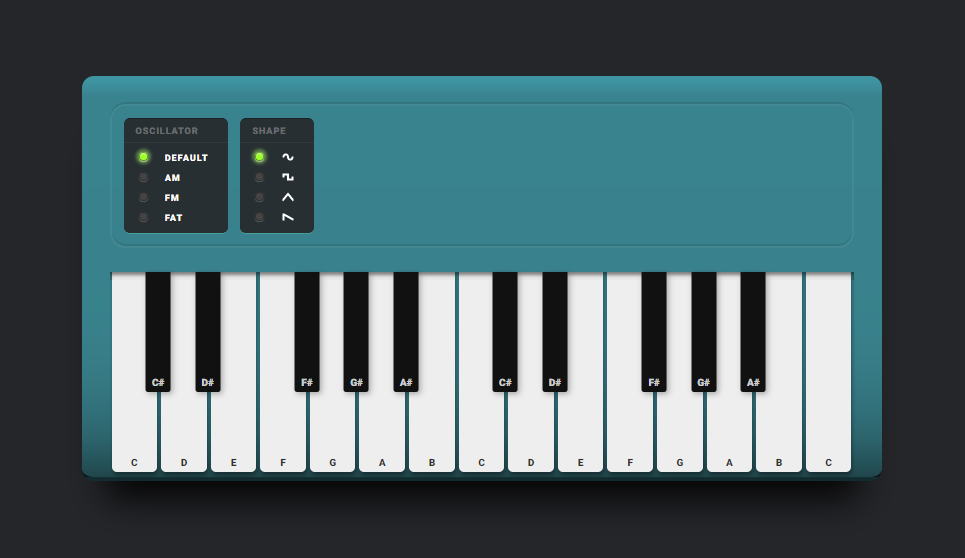 OSCILLATOR
DEFAULT
AM
FM
FAT
SHAPE
C# D# F# G# A# C# D# F# G# A#
C D E F G A B C D E F G A B C